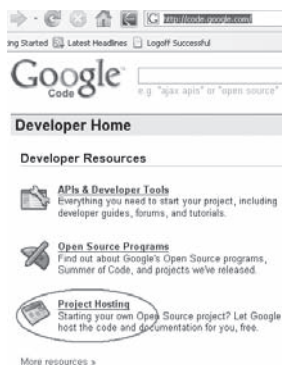 http://code.google.com/
ng Started Latest Headlines Logoff Successful
Google
Code
e.g. "ajax apis" or "open source"
Developer Home
Developer Resources
APIs & Developer Tools
Everything you need to start your project, including
developer guides, forums, and tutorials.
Open Source Programs
Find out about Google's Open Source programs,
Summer of Code, and projects we've released.
Project Hosting
Starting your own Open Source project? Let Google
host the code and documentation for you, free.
More resources »